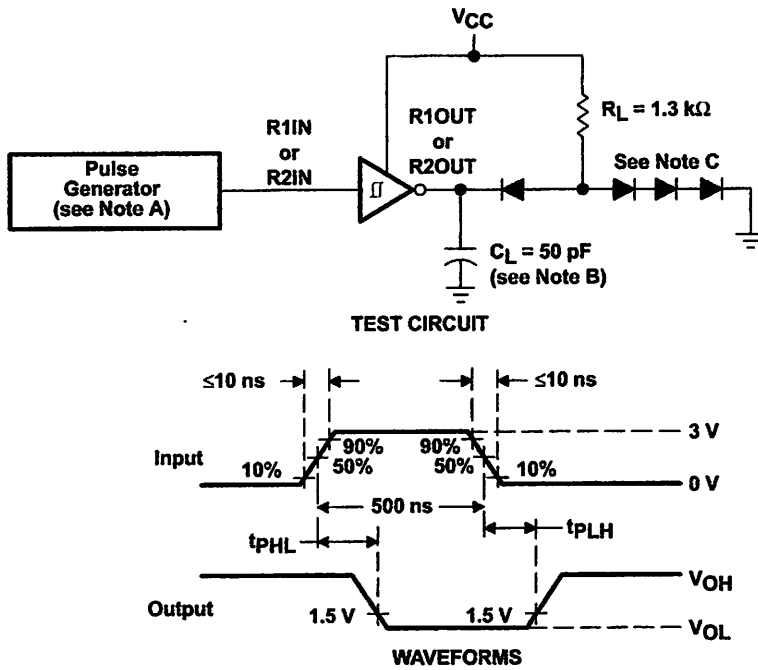 VCC
RL = 1.3 kΩ
R1IN
or
R2IN
R1OUT
or
R2OUT
See Note C
Pulse
Generator
(see Note A)
CL = 50 pF
(see Note B)
TEST CIRCUIT
≤10 ns
≤10 ns
Input
10%
90%
50%
90%
50%
10%
3 V
0 V
500 ns
tPHL
tPLH
Output
1.5 V
1.5 V
VOH
VOL
WAVEFORMS